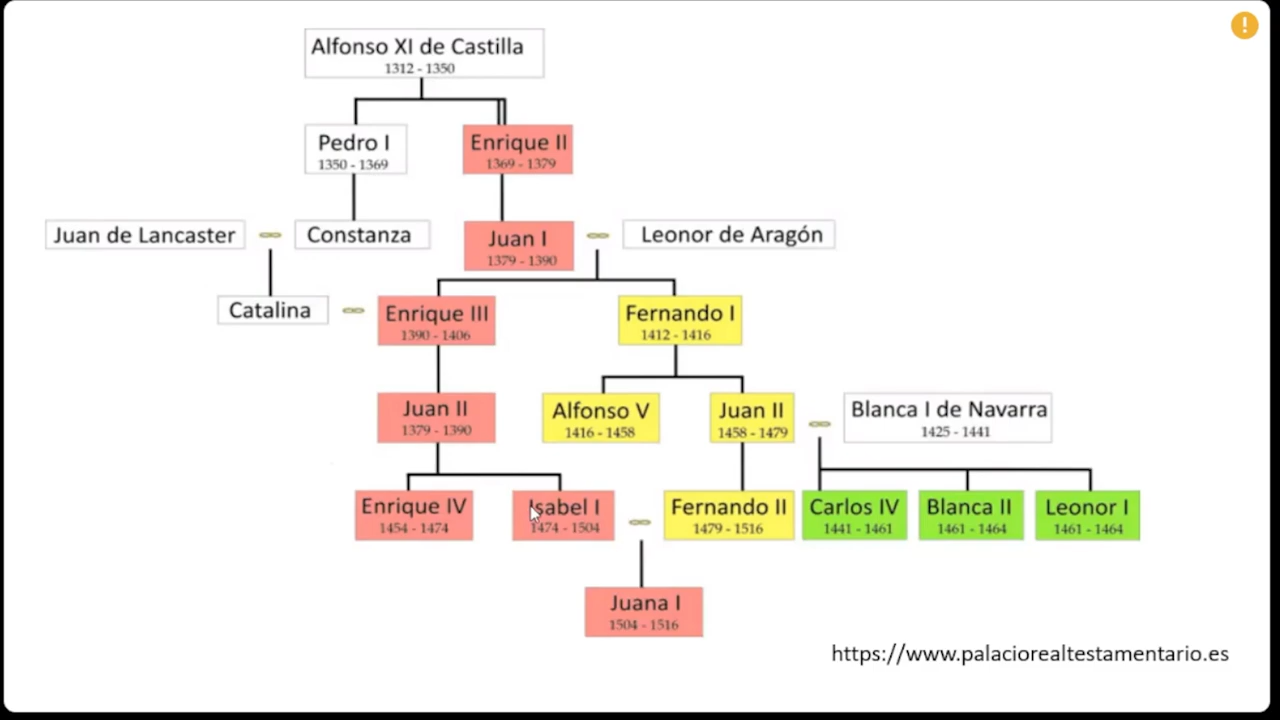 Alfonso XI de Castilla
1312 - 1350
Pedro I
1350 - 1369
Enrique II
1369 - 1379
Juan de Lancaster
Constanza
Juan I
1379 - 1390
Leonor de Aragón
Catalina
Enrique III
1390 - 1406
Fernando I
1412 - 1416
Juan II
1379 - 1390
Alfonso V
1416 - 1458
Juan II
1458 - 1479
Blanca I de Navarra
1425 - 1441
Enrique IV
1454 - 1474
Isabel I
1474 - 1504
Fernando II
1479 - 1516
Carlos IV
1441 - 1461
Blanca II
1461 - 1464
Leonor I
1461 - 1464
Juana I
1504 - 1516
https://www.palaciorealtestamentario.es